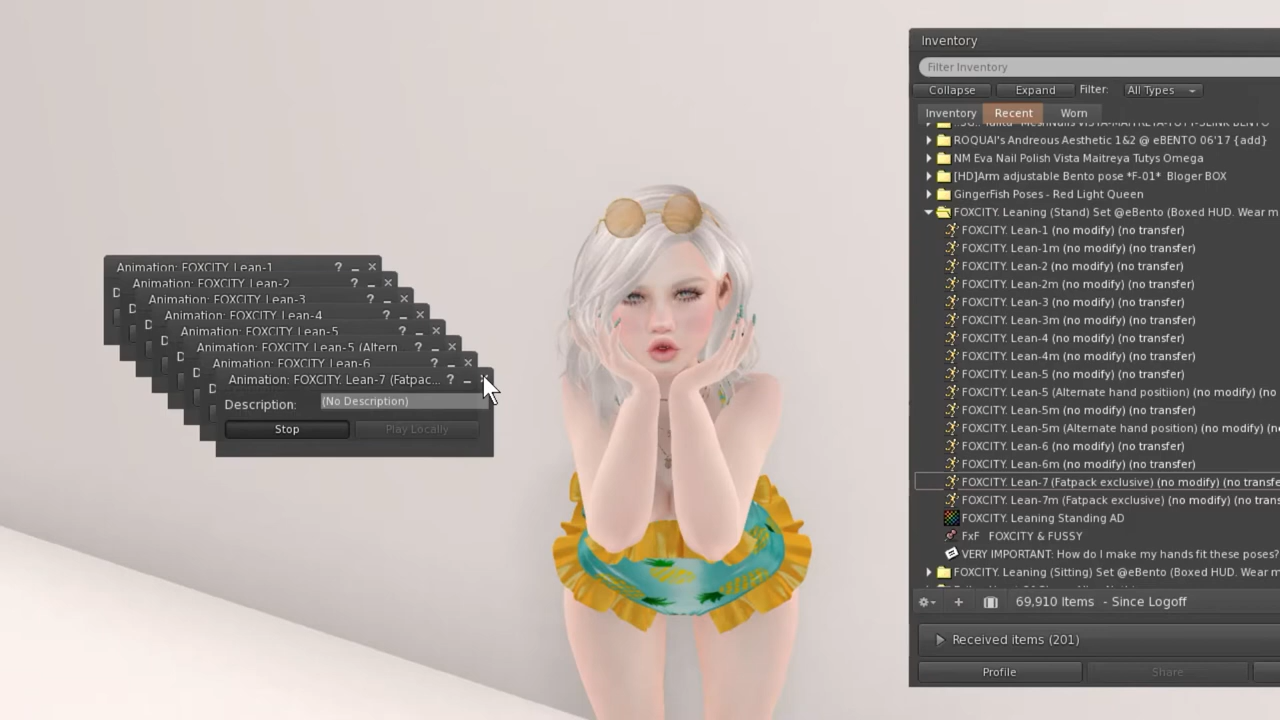 Animation: FOXCITY. Lean-1
Animation: FOXCITY. Lean-2
Animation: FOXCITY. Lean-3
Animation: FOXCITY. Lean-4
Animation: FOXCITY. Lean-5
Animation: FOXCITY. Lean-5 (Altern
Animation: FOXCITY. Lean-6
Animation: FOXCITY. Lean-7 (Fatpac...
Description: (No Description)
Stop Play Locally
Inventory
Filter Inventory
Collapse Expand Filter: All Types
Inventory Recent Worn
ROQUAI's Andreous Aesthetic 1&2 @ eBENTO 06'17 {add}
NM Eva Nail Polish Vista Maitreya Tutys Omega
[HD]Arm adjustable Bento pose *F-01* Bloger BOX
GingerFish Poses - Red Light Queen
FOXCITY. Leaning (Stand) Set @eBento (Boxed HUD. Wear m
FOXCITY. Lean-1 (no modify) (no transfer)
FOXCITY. Lean-1m (no modify) (no transfer)
FOXCITY. Lean-2 (no modify) (no transfer)
FOXCITY. Lean-2m (no modify) (no transfer)
FOXCITY. Lean-3 (no modify) (no transfer)
FOXCITY. Lean-3m (no modify) (no transfer)
FOXCITY. Lean-4 (no modify) (no transfer)
FOXCITY. Lean-4m (no modify) (no transfer)
FOXCITY. Lean-5 (no modify) (no transfer)
FOXCITY. Lean-5 (Alternate hand positiion) (no modify) (no
FOXCITY. Lean-5m (no modify) (no transfer)
FOXCITY. Lean-5m (Alternate hand position) (no modify) (n
FOXCITY. Lean-6 (no modify) (no transfer)
FOXCITY. Lean-6m (no modify) (no transfer)
FOXCITY. Lean-7 (Fatpack exclusive) (no modify) (no transfe
FOXCITY. Lean-7m (Fatpack exclusive) (no modify) (no tran
FOXCITY. Leaning Standing AD
FxF FOXCITY & FUSSY
VERY IMPORTANT: How do I make my hands fit these poses?
FOXCITY. Leaning (Sitting) Set @eBento (Boxed HUD. Wear m
69,910 Items - Since Logoff
Received items (201)
Profile Share